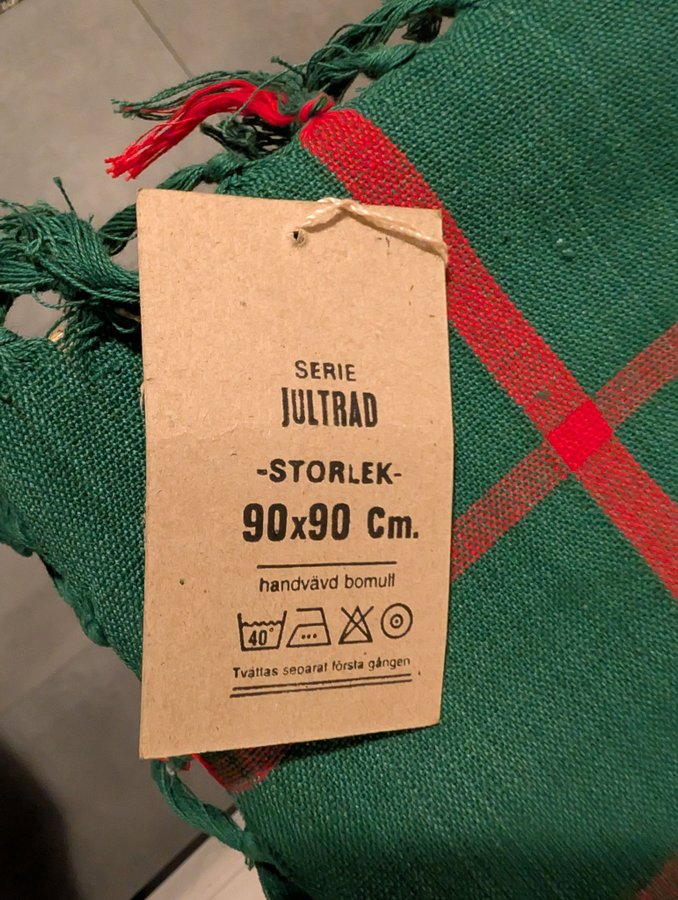 SERIE
JULTRAD
-STORLEK-
90x90 Cm.
handvävd bomull
40°
Tvättas separat första gången